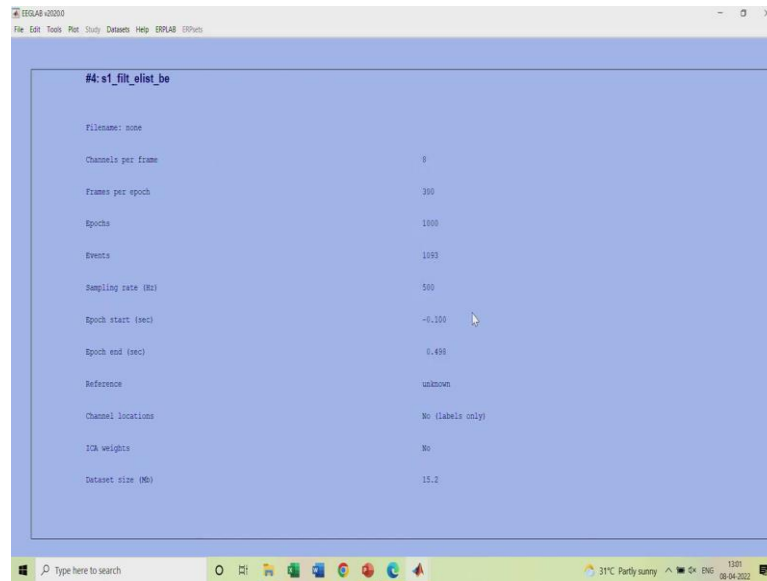 EEGLAB v2020.0
File Edit Tools Plot Study Datasets Help ERPLAB ERPsets
#4: s1_filt_elist_be
Filename: none
Channels per frame 8
Frames per epoch 300
Epochs 1000
Events 1093
Sampling rate (Hz) 500
Epoch start (sec) -0.100
Epoch end (sec) 0.498
Reference unknown
Channel locations No (labels only)
ICA weights No
Dataset size (Mb) 15.2
Type here to search
31°C Partly sunny ENG 13:01
08-04-2022